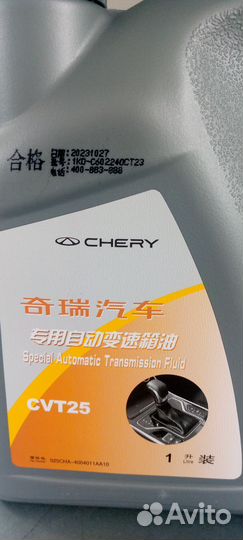 合格
日期: 20231027
批号: 1KD-C602240CT23
电话: 400-883-888
CHERY
奇瑞汽车
专用自动变速箱油
Special Automatic Transmission Fluid
CVT25
1 升 装
Litre
Avito